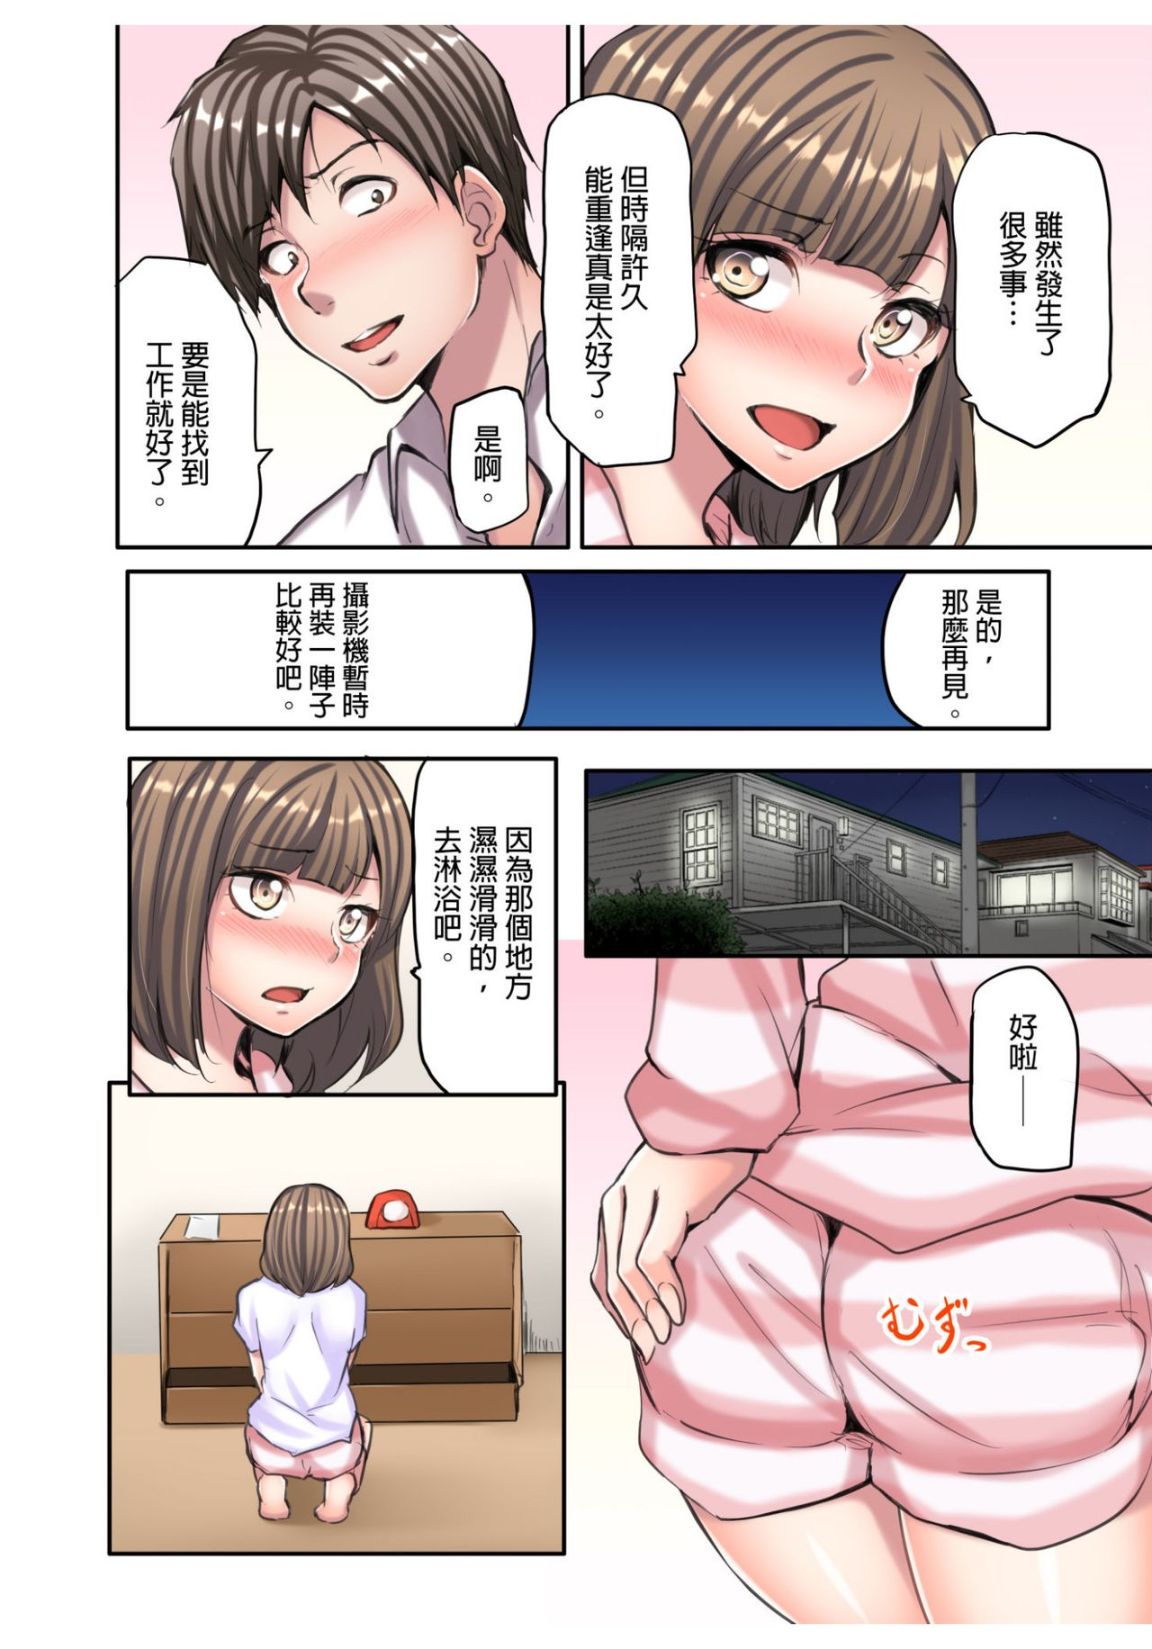 雖然發生了
很多事…
但時隔許久
能重逢真是太好了。
是啊。
要是能找到
工作就好了。
是的，
那麼再見。
攝影機暫時
再裝一陣子
比較好吧。
好啦——
むずっ
因為那個地方
濕濕滑滑的，
去淋浴吧。